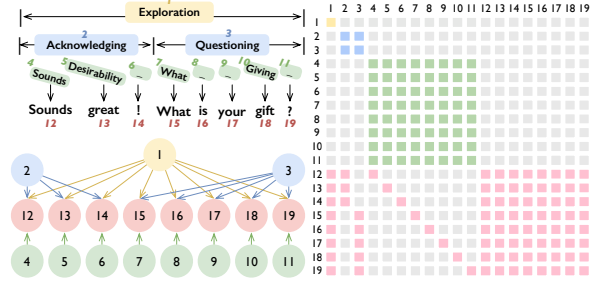 1
Exploration
2 3
Acknowledging Questioning
4 5 6 7 8 9 10 11
Sounds Desirability _ What _ _ Giving _
Sounds great ! What is your gift ?
12 13 14 15 16 17 18 19
1
2 3
12 13 14 15 16 17 18 19
4 5 6 7 8 9 10 11
1 2 3 4 5 6 7 8 9 10 11 12 13 14 15 16 17 18 19
1
2
3
4
5
6
7
8
9
10
11
12
13
14
15
16
17
18
19